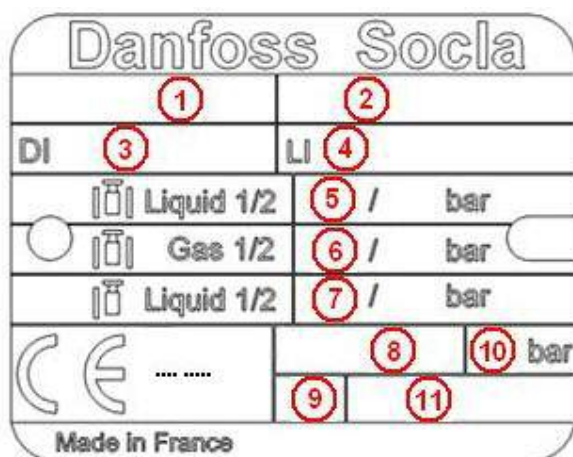 Danfoss Socla
1 2
DI 3 LI 4
Liquid 1/2 5 / bar
Gas 1/2 6 / bar
Liquid 1/2 7 / bar
8 10 bar
CE .... .....
9 11
Made in France